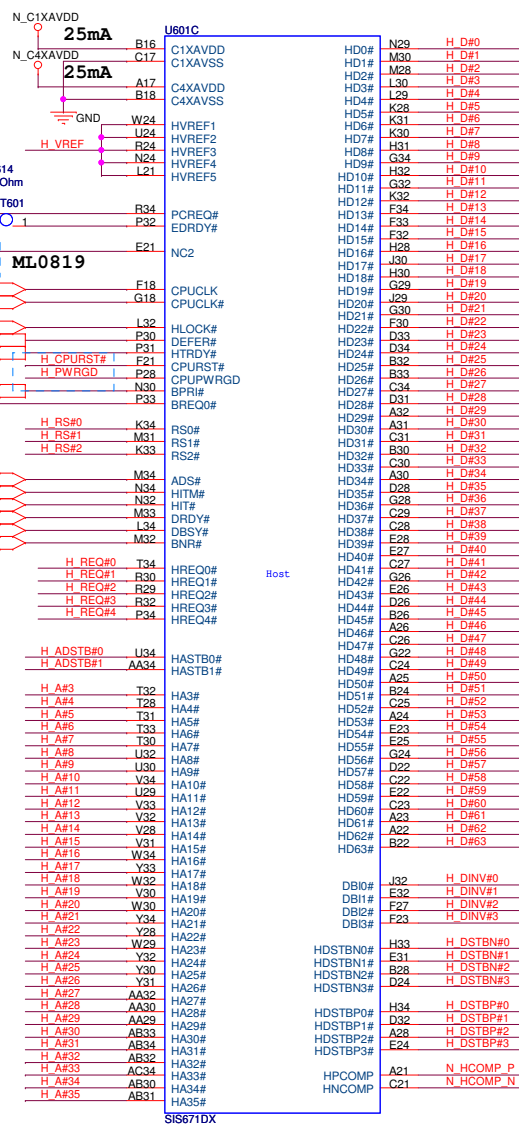 N_C1XAVDD
25mA
N_C4XAVDD
25mA
GND
614
Ohm
T601
1
ML0819
U601C
B16 C1XAVDD
C17 C1XAVSS
A17 C4XAVDD
B18 C4XAVSS
W24 HVREF1
U24 HVREF2
H_VREF R24 HVREF3
N24 HVREF4
L21 HVREF5
R34 PCREQ#
P32 EDRDY#
E21 NC2
F18 CPUCLK
G18 CPUCLK#
L32 HLOCK#
P30 DEFER#
P31 HTRDY#
H_CPURST# F21 CPURST#
H_PWRGD P28 CPUPWRGD
N30 BPRI#
P33 BREQ0#
H_RS#0 K34 RS0#
H_RS#1 M31 RS1#
H_RS#2 K33 RS2#
M34 ADS#
N34 HITM#
N32 HIT#
M33 DRDY#
L34 DBSY#
M32 BNR#
H_REQ#0 T34 HREQ0#
H_REQ#1 R30 HREQ1#
H_REQ#2 R29 HREQ2#
H_REQ#3 R32 HREQ3#
H_REQ#4 P34 HREQ4#
H_ADSTB#0 U34 HASTB0#
H_ADSTB#1 AA34 HASTB1#
H_A#3 T32 HA3#
H_A#4 T28 HA4#
H_A#5 T31 HA5#
H_A#6 T33 HA6#
H_A#7 T30 HA7#
H_A#8 U32 HA8#
H_A#9 U30 HA9#
H_A#10 V34 HA10#
H_A#11 U29 HA11#
H_A#12 V33 HA12#
H_A#13 V32 HA13#
H_A#14 V28 HA14#
H_A#15 V31 HA15#
H_A#16 W34 HA16#
H_A#17 Y33 HA17#
H_A#18 W32 HA18#
H_A#19 V30 HA19#
H_A#20 W30 HA20#
H_A#21 Y34 HA21#
H_A#22 Y28 HA22#
H_A#23 W29 HA23#
H_A#24 Y32 HA24#
H_A#25 Y30 HA25#
H_A#26 Y31 HA26#
H_A#27 AA32 HA27#
H_A#28 AA30 HA28#
H_A#29 AA29 HA29#
H_A#30 AB33 HA30#
H_A#31 AB34 HA31#
H_A#32 AB32 HA32#
H_A#33 AC34 HA33#
H_A#34 AB30 HA34#
H_A#35 AB31 HA35#
Host
HD0# N29 H_D#0
HD1# M30 H_D#1
HD2# M28 H_D#2
HD3# L30 H_D#3
HD4# L29 H_D#4
HD5# K28 H_D#5
HD6# K31 H_D#6
HD7# K30 H_D#7
HD8# H31 H_D#8
HD9# G34 H_D#9
HD10# H32 H_D#10
HD11# G32 H_D#11
HD12# K32 H_D#12
HD13# F34 H_D#13
HD14# F33 H_D#14
HD15# F32 H_D#15
HD16# H28 H_D#16
HD17# J30 H_D#17
HD18# H30 H_D#18
HD19# G29 H_D#19
HD20# J29 H_D#20
HD21# G30 H_D#21
HD22# F30 H_D#22
HD23# D33 H_D#23
HD24# D34 H_D#24
HD25# B32 H_D#25
HD26# B33 H_D#26
HD27# C34 H_D#27
HD28# D31 H_D#28
HD29# A32 H_D#29
HD30# A31 H_D#30
HD31# C31 H_D#31
HD32# B30 H_D#32
HD33# C30 H_D#33
HD34# A30 H_D#34
HD35# D28 H_D#35
HD36# G28 H_D#36
HD37# C29 H_D#37
HD38# C28 H_D#38
HD39# E28 H_D#39
HD40# E27 H_D#40
HD41# C27 H_D#41
HD42# G26 H_D#42
HD43# E26 H_D#43
HD44# D26 H_D#44
HD45# B26 H_D#45
HD46# A26 H_D#46
HD47# C26 H_D#47
HD48# G22 H_D#48
HD49# C24 H_D#49
HD50# A25 H_D#50
HD51# B24 H_D#51
HD52# C25 H_D#52
HD53# A24 H_D#53
HD54# E23 H_D#54
HD55# E25 H_D#55
HD56# G24 H_D#56
HD57# D22 H_D#57
HD58# C22 H_D#58
HD59# E22 H_D#59
HD60# C23 H_D#60
HD61# A23 H_D#61
HD62# A22 H_D#62
HD63# B22 H_D#63
DBI0# J32 H_DINV#0
DBI1# E32 H_DINV#1
DBI2# F27 H_DINV#2
DBI3# F23 H_DINV#3
HDSTBN0# H33 H_DSTBN#0
HDSTBN1# E31 H_DSTBN#1
HDSTBN2# B28 H_DSTBN#2
HDSTBN3# D24 H_DSTBN#3
HDSTBP0# H34 H_DSTBP#0
HDSTBP1# D32 H_DSTBP#1
HDSTBP2# A28 H_DSTBP#2
HDSTBP3# E24 H_DSTBP#3
HPCOMP A21 N_HCOMP_P
HNCOMP C21 N_HCOMP_N
SIS671DX